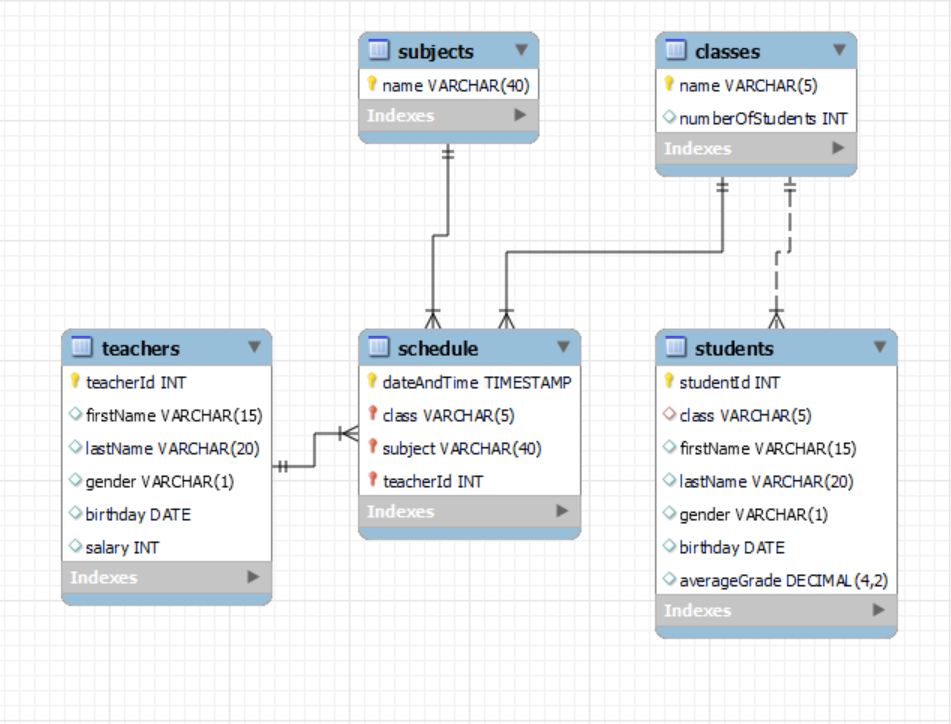 subjects
name VARCHAR(40)
Indexes
classes
name VARCHAR(5)
numberOfStudents INT
Indexes
teachers
teacherId INT
firstName VARCHAR(15)
lastName VARCHAR(20)
gender VARCHAR(1)
birthday DATE
salary INT
Indexes
schedule
dateAndTime TIMESTAMP
class VARCHAR(5)
subject VARCHAR(40)
teacherId INT
Indexes
students
studentId INT
class VARCHAR(5)
firstName VARCHAR(15)
lastName VARCHAR(20)
gender VARCHAR(1)
birthday DATE
averageGrade DECIMAL(4,2)
Indexes